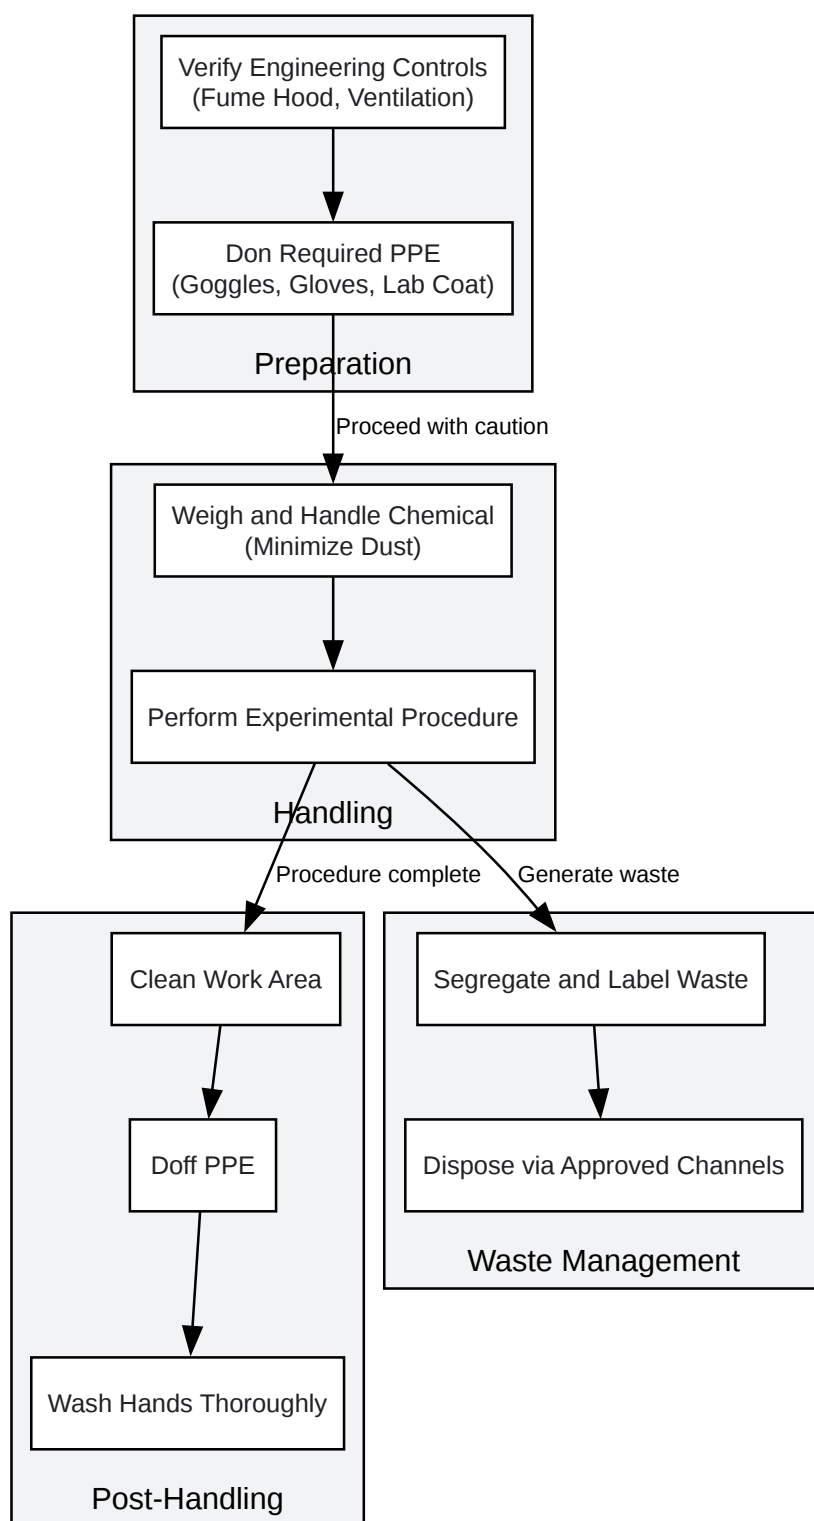 Verify Engineering Controls
(Fume Hood, Ventilation)
Don Required PPE
(Goggles, Gloves, Lab Coat)
Preparation
Proceed with caution
Weigh and Handle Chemical
(Minimize Dust)
Perform Experimental Procedure
Handling
Procedure complete
Generate waste
Clean Work Area
Segregate and Label Waste
Doff PPE
Dispose via Approved Channels
Waste Management
Wash Hands Thoroughly
Post-Handling